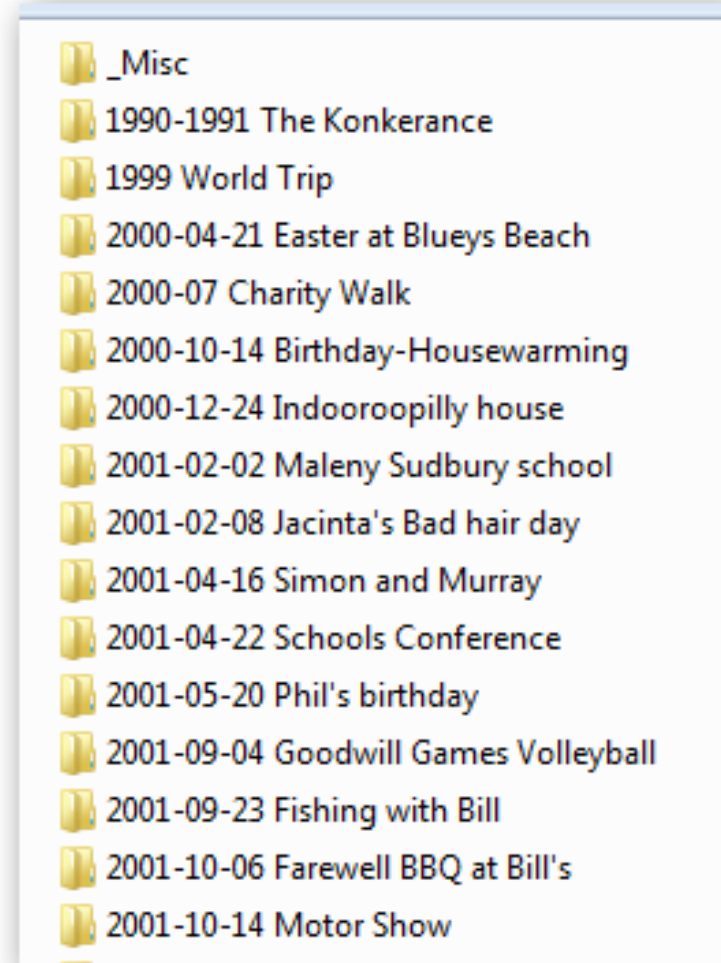 _Misc
1990-1991 The Konkerance
1999 World Trip
2000-04-21 Easter at Blueys Beach
2000-07 Charity Walk
2000-10-14 Birthday-Housewarming
2000-12-24 Indooroopilly house
2001-02-02 Maleny Sudbury school
2001-02-08 Jacinta's Bad hair day
2001-04-16 Simon and Murray
2001-04-22 Schools Conference
2001-05-20 Phil's birthday
2001-09-04 Goodwill Games Volleyball
2001-09-23 Fishing with Bill
2001-10-06 Farewell BBQ at Bill's
2001-10-14 Motor Show